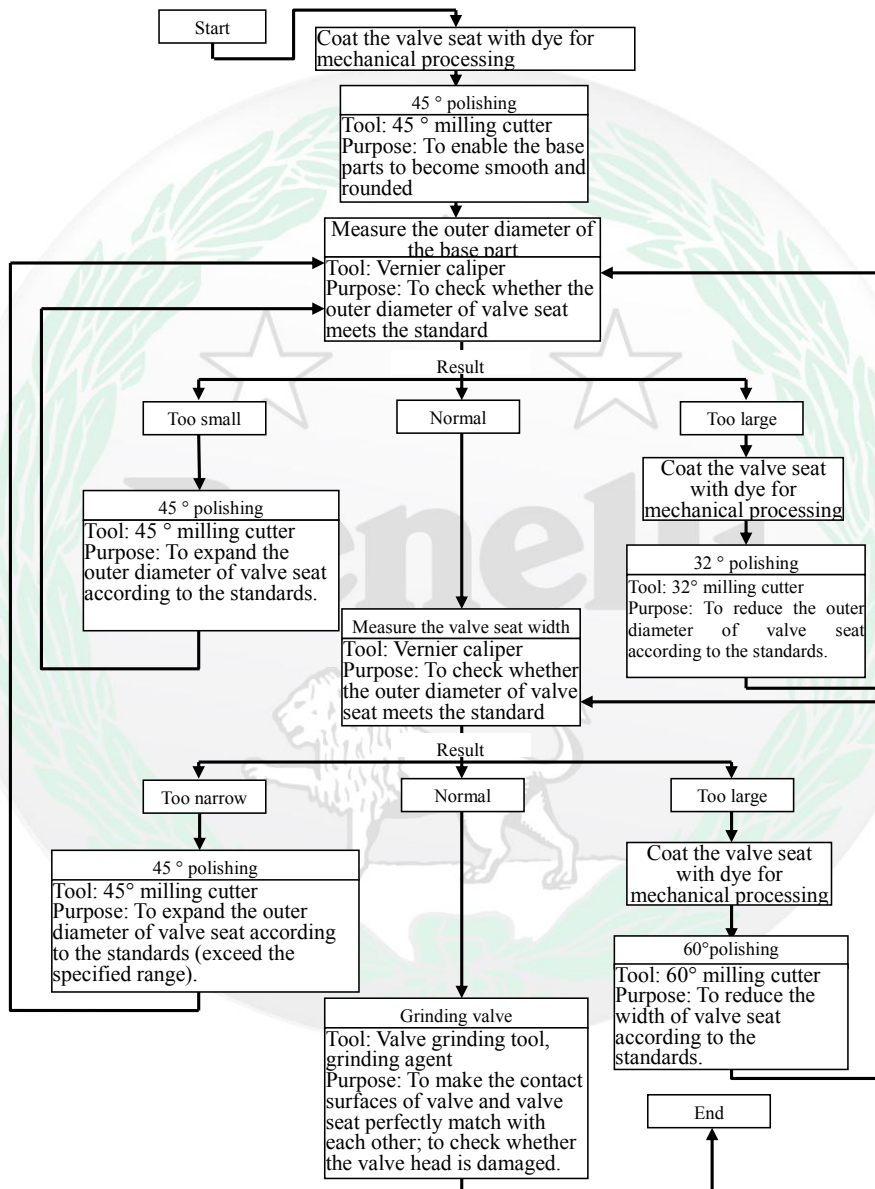 Start
Coat the valve seat with dye for
mechanical processing
45 ° polishing
Tool: 45 ° milling cutter
Purpose: To enable the base
parts to become smooth and
rounded
Measure the outer diameter of
the base part
Tool: Vernier caliper
Purpose: To check whether the
outer diameter of valve seat
meets the standard
Result
Too small
Normal
Too large
45 ° polishing
Tool: 45 ° milling cutter
Purpose: To expand the
outer diameter of valve seat
according to the standards.
Coat the valve seat
with dye for
mechanical processing
32 ° polishing
Tool: 32° milling cutter
Purpose: To reduce the outer
diameter of valve seat
according to the standards.
Measure the valve seat width
Tool: Vernier caliper
Purpose: To check whether
the outer diameter of valve
seat meets the standard
Result
Too narrow
Normal
Too large
45 ° polishing
Tool: 45° milling cutter
Purpose: To expand the outer
diameter of valve seat according
to the standards (exceed the
specified range).
Coat the valve seat
with dye for
mechanical processing
60°polishing
Tool: 60° milling cutter
Purpose: To reduce the
width of valve seat
according to the
standards.
Grinding valve
Tool: Valve grinding tool,
grinding agent
Purpose: To make the contact
surfaces of valve and valve
seat perfectly match with
each other; to check whether
the valve head is damaged.
End